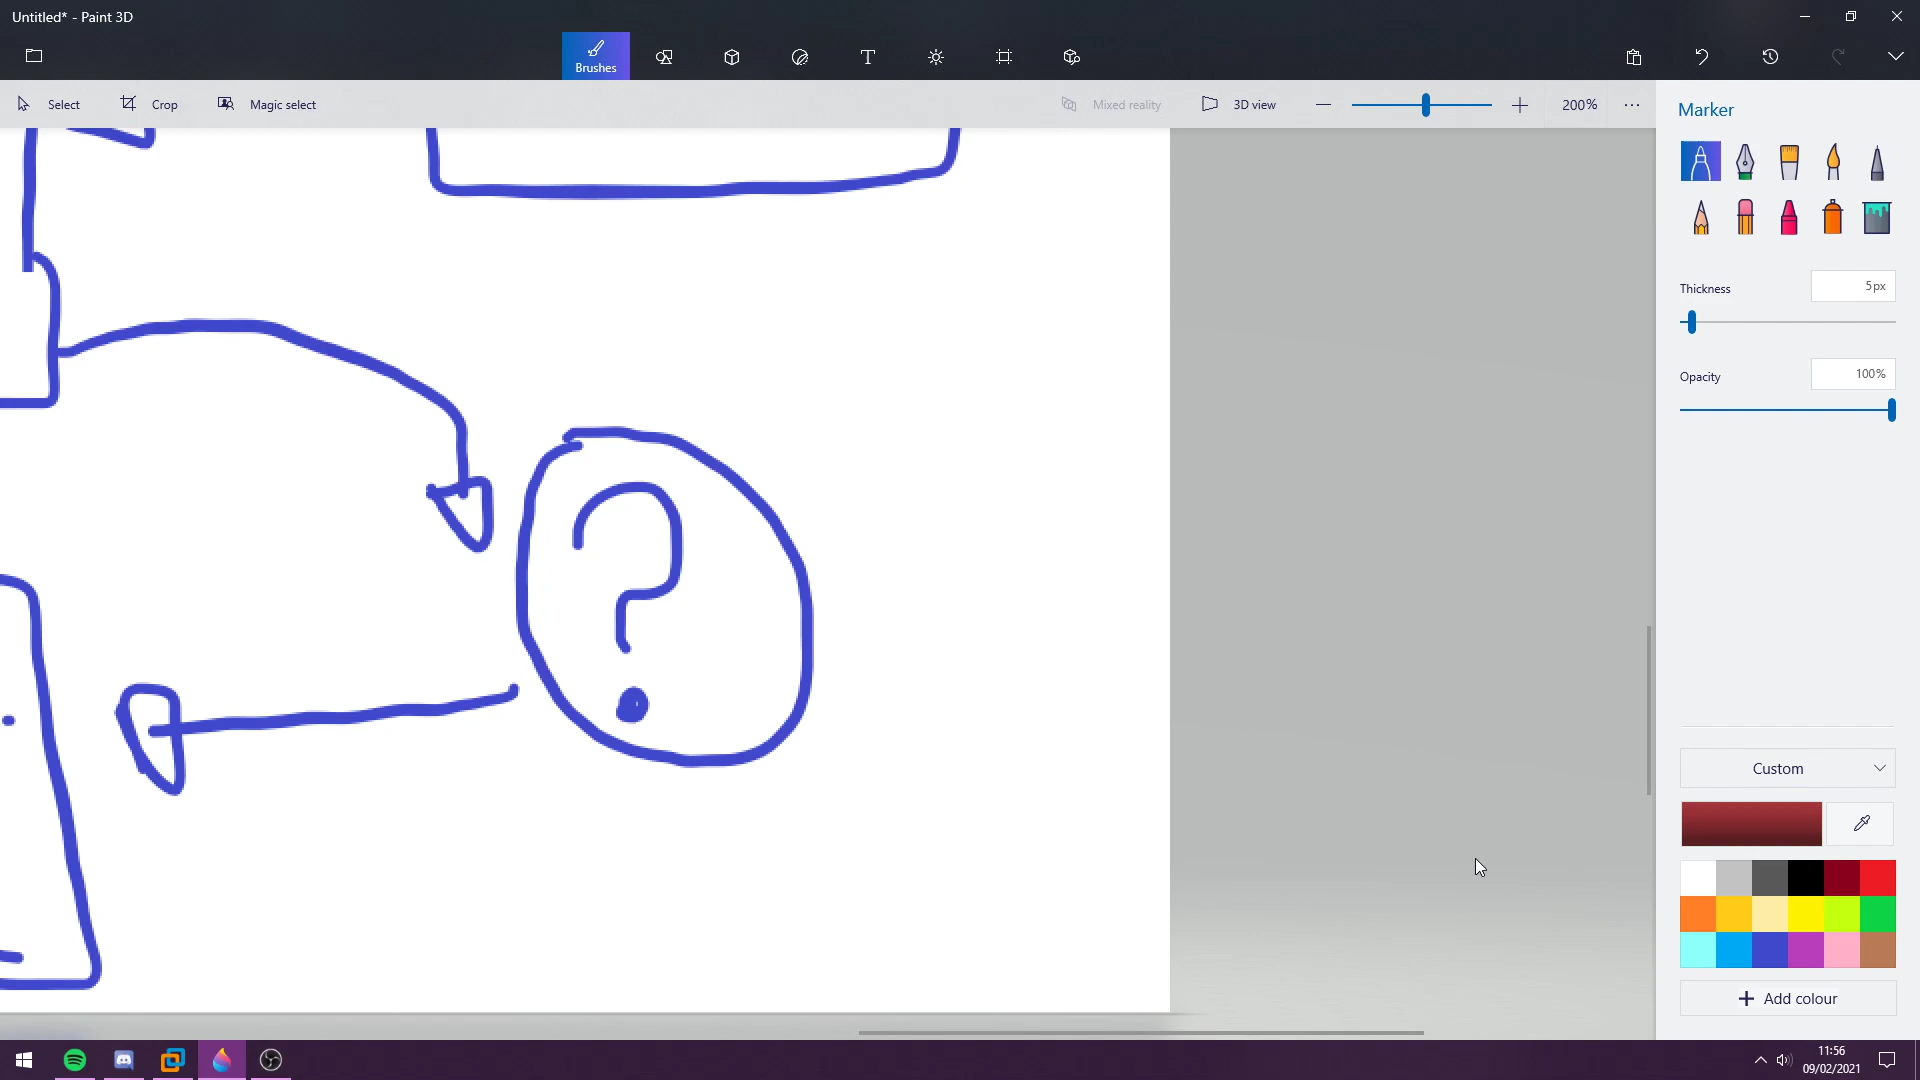 Untitled* - Paint 3D
Brushes
Select Crop Magic select Mixed reality 3D view 200%
Marker
Thickness 5px
Opacity 100%
?
Custom
Add colour
11:56
09/02/2021